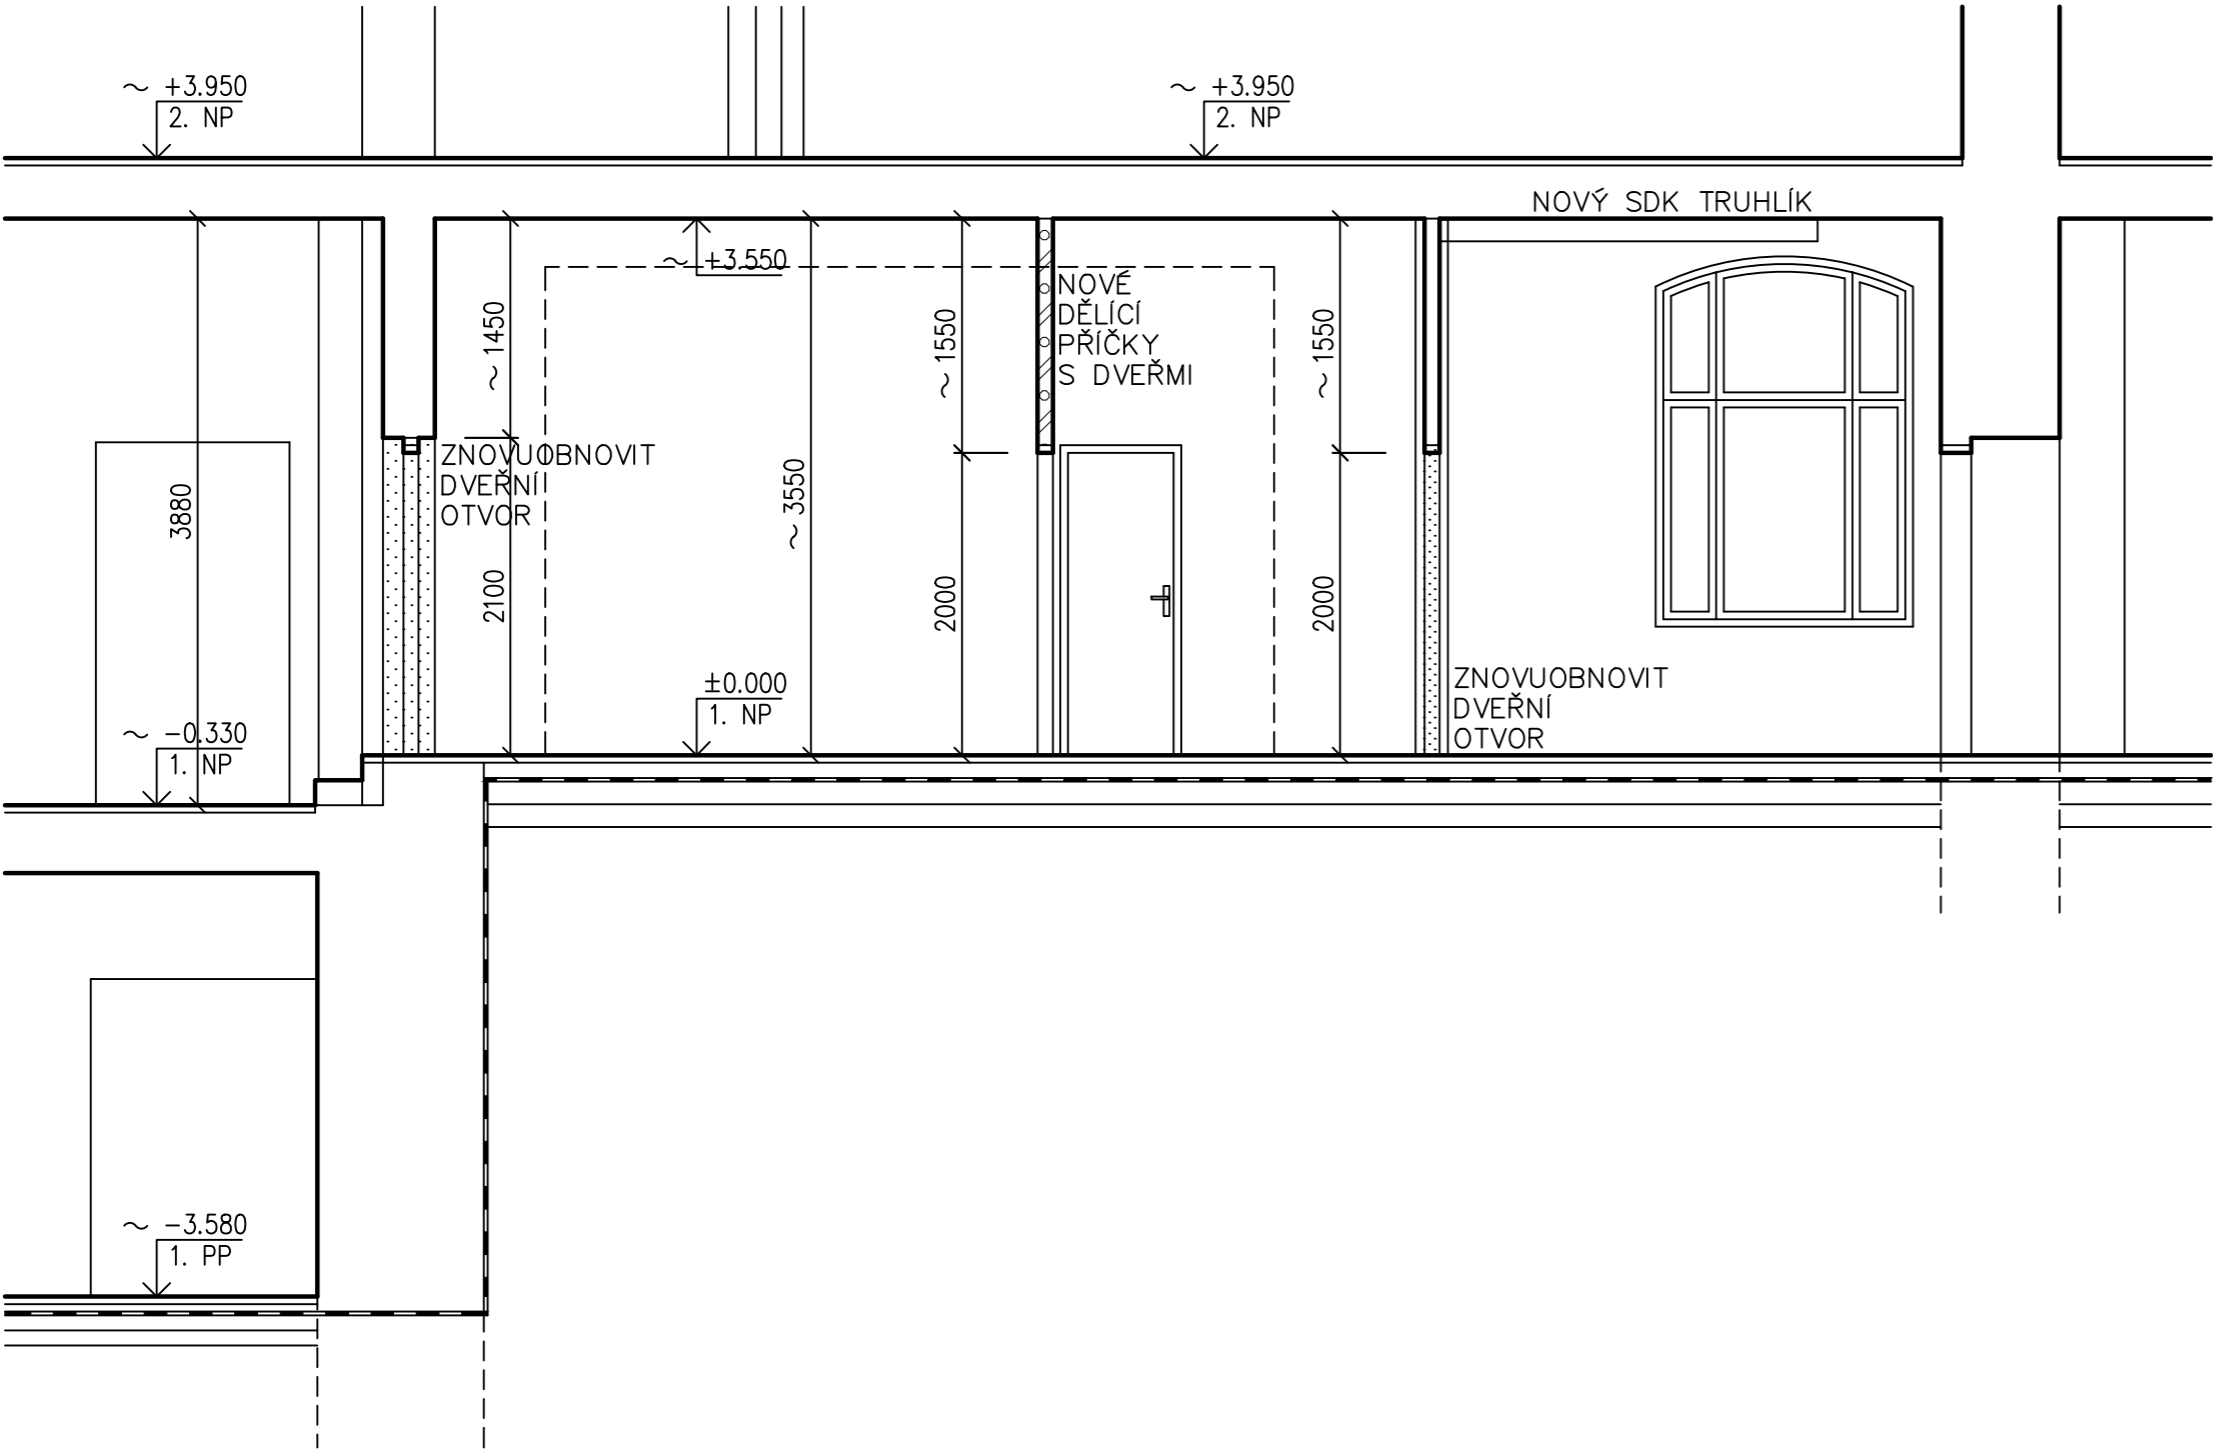 ~ +3.950
2. NP
~ +3.950
2. NP
NOVÝ SDK TRUHLÍK
~ +3.550
~ 1450
~ 1550
NOVÉ
DĚLÍCÍ
PŘÍČKY
S DVEŘMI
~ 1550
ZNOVUOBNOVIT
DVEŘNÍ
OTVOR
3880
~ 3550
2100
2000
2000
±0.000
1. NP
ZNOVUOBNOVIT
DVEŘNÍ
OTVOR
~ -0.330
1. NP
~ -3.580
1. PP